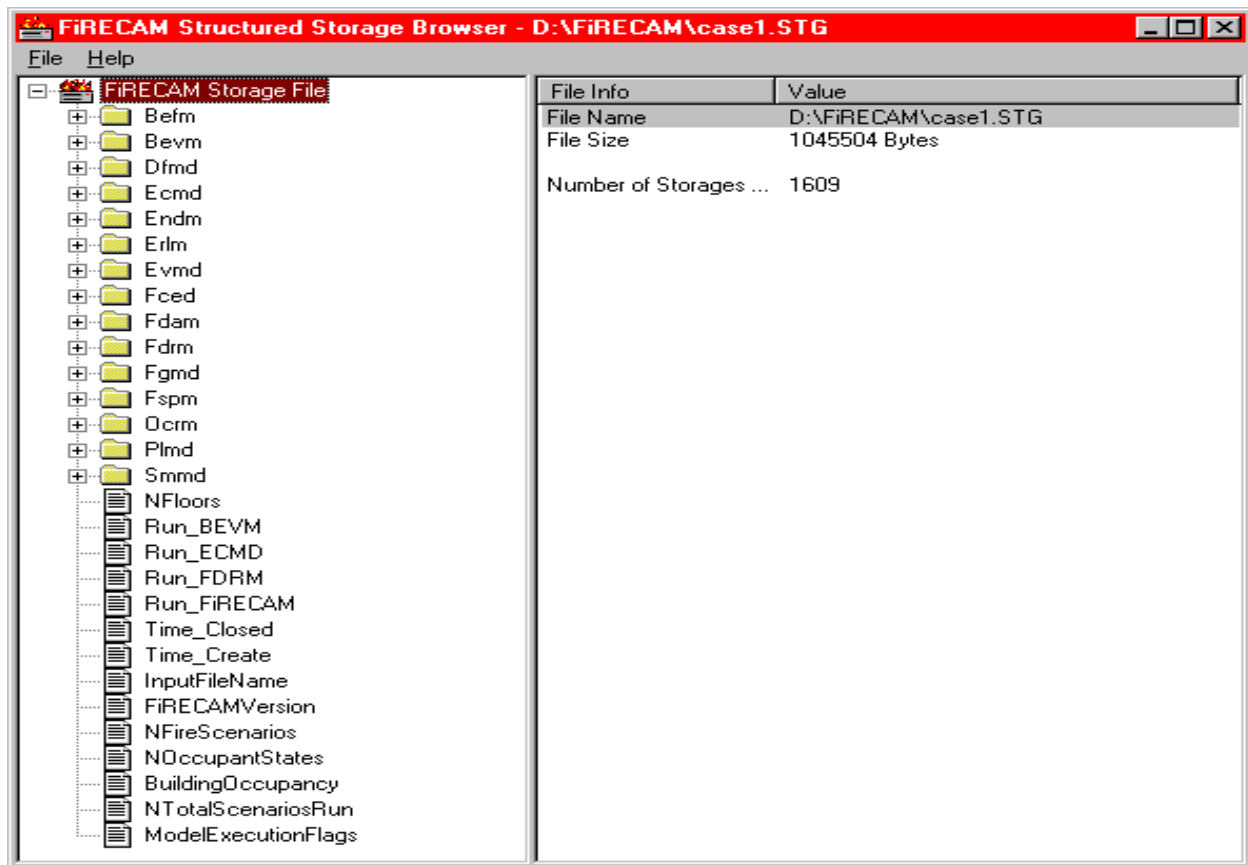 FiRECAM Structured Storage Browser - D:\FiRECAM\case1.STG
File Help
FiRECAM Storage File
Befm
Bevm
Dfmd
Ecmd
Endm
Erlm
Evmd
Fced
Fdam
Fdrm
Fgmd
Fspm
Ocrm
Plmd
Smmd
NFloors
Run_BEVM
Run_ECMD
Run_FDRM
Run_FiRECAM
Time_Closed
Time_Create
InputFileName
FiRECAMVersion
NFireScenarios
NOccupantStates
BuildingOccupancy
NTotalScenariosRun
ModelExecutionFlags
File Info Value
File Name D:\FiRECAM\case1.STG
File Size 1045504 Bytes
Number of Storages ... 1609